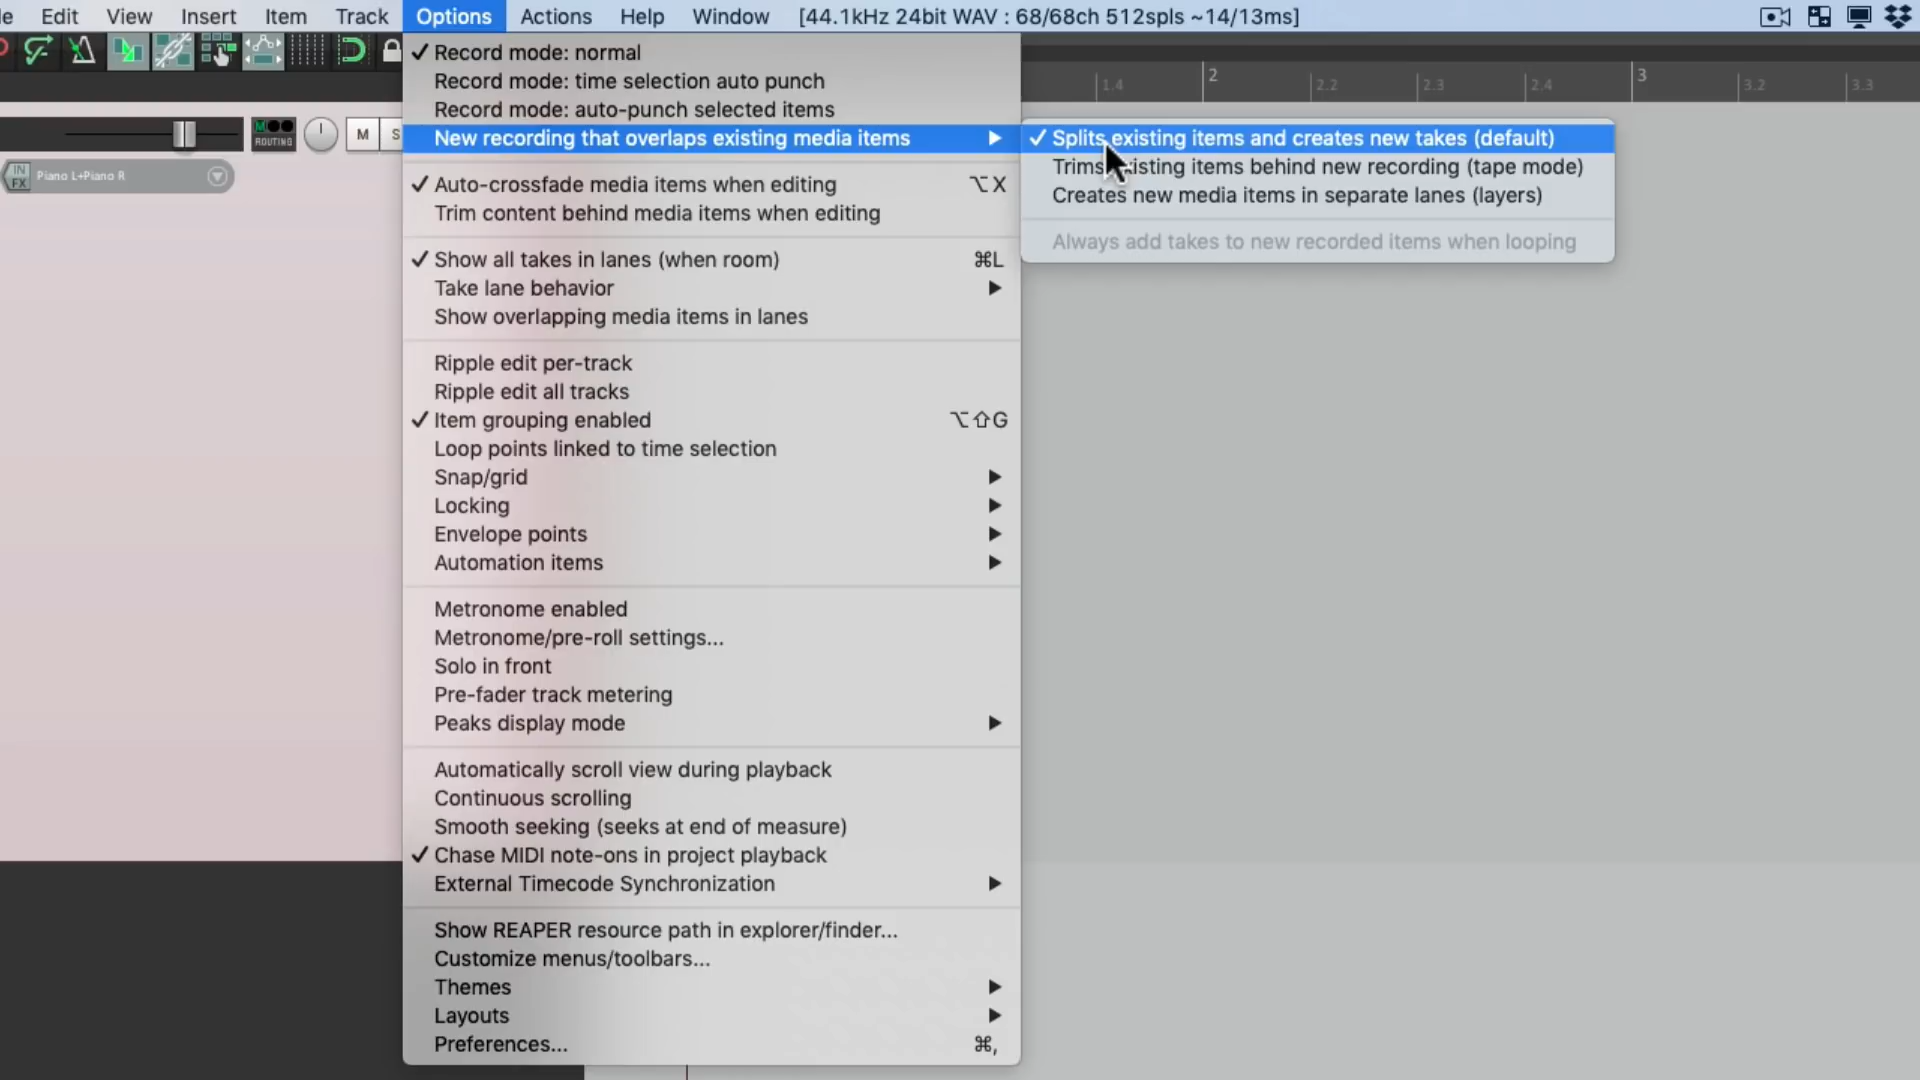 Edit View Insert Item Track Options Actions Help Window [44.1kHz 24bit WAV : 68/68ch 512spls ~14/13ms]
1.4 2 2.2 2.3 2.4 3 3.2 3.3
ROUTING M S
IN FX Piano L+Piano R
✓ Record mode: normal
Record mode: time selection auto punch
Record mode: auto-punch selected items
New recording that overlaps existing media items
✓ Auto-crossfade media items when editing ⌥X
Trim content behind media items when editing
✓ Show all takes in lanes (when room) ⌘L
Take lane behavior
Show overlapping media items in lanes
Ripple edit per-track
Ripple edit all tracks
✓ Item grouping enabled ⌥⇧G
Loop points linked to time selection
Snap/grid
Locking
Envelope points
Automation items
Metronome enabled
Metronome/pre-roll settings...
Solo in front
Pre-fader track metering
Peaks display mode
Automatically scroll view during playback
Continuous scrolling
Smooth seeking (seeks at end of measure)
✓ Chase MIDI note-ons in project playback
External Timecode Synchronization
Show REAPER resource path in explorer/finder...
Customize menus/toolbars...
Themes
Layouts
Preferences... ⌘,
✓ Splits existing items and creates new takes (default)
Trims existing items behind new recording (tape mode)
Creates new media items in separate lanes (layers)
Always add takes to new recorded items when looping